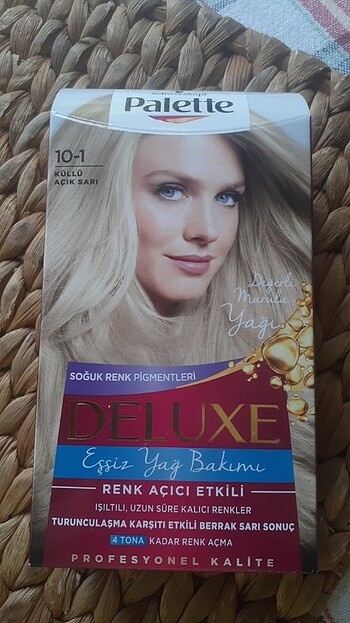 Schwarzkopf
Palette
10-1
KÜLLÜ
AÇIK SARI
Değerli
Marula
Yağı
SOĞUK RENK PİGMENTLERİ
DELUXE
Eşsiz Yağ Bakımı
RENK AÇICI ETKİLİ
IŞILTILI, UZUN SÜRE KALICI RENKLER
TURUNCULAŞMA KARŞITI ETKİLİ BERRAK SARI SONUÇ
4 TONA KADAR RENK AÇMA
PROFESYONEL KALİTE